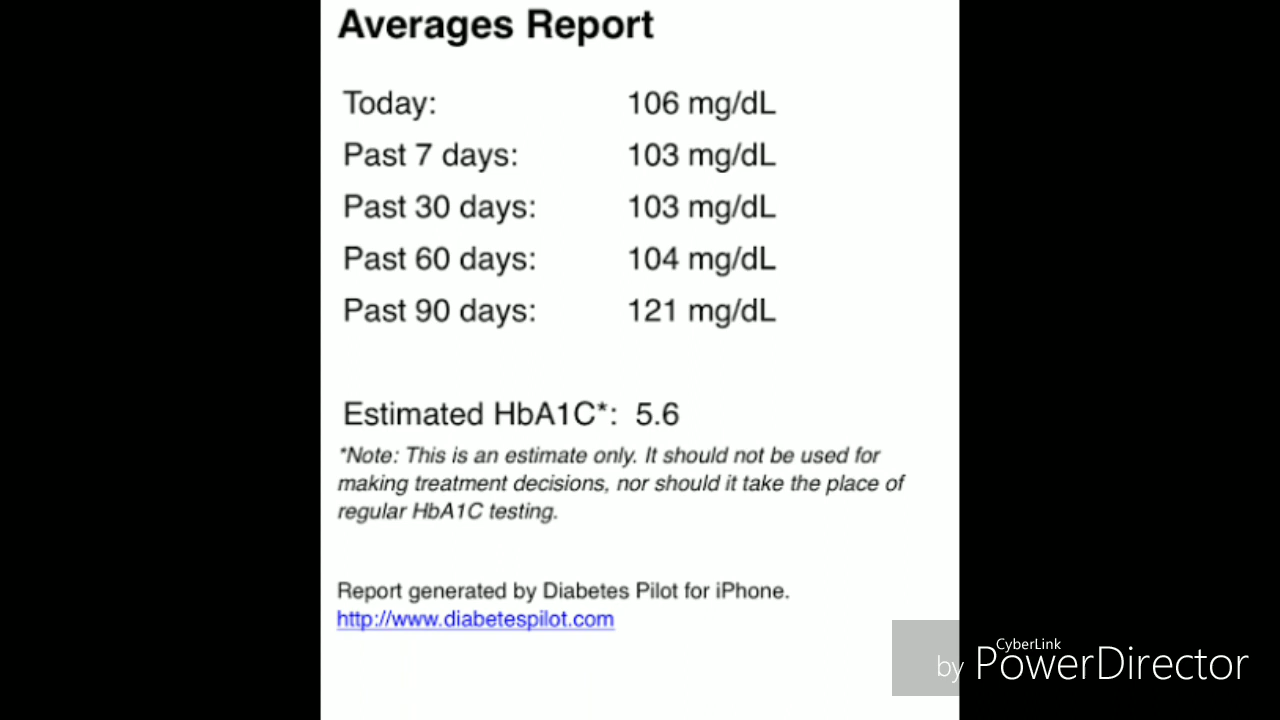 Averages Report
Today: 106 mg/dL
Past 7 days: 103 mg/dL
Past 30 days: 103 mg/dL
Past 60 days: 104 mg/dL
Past 90 days: 121 mg/dL
Estimated HbA1C*: 5.6
*Note: This is an estimate only. It should not be used for
making treatment decisions, nor should it take the place of
regular HbA1C testing.
Report generated by Diabetes Pilot for iPhone.
http://www.diabetespilot.com
CyberLink
by PowerDirector